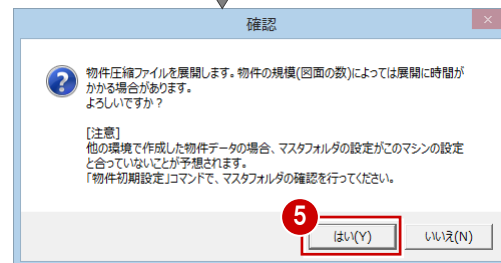 確認
×
?
物件圧縮ファイルを展開します。物件の規模(図面の数)によっては展開に時間が
かかる場合があります。
よろしいですか?
[注意]
他の環境で作成した物件データの場合、マスタフォルダの設定がこのマシンの設定
と合っていないことが予想されます。
「物件初期設定」コマンドで、マスタフォルダの確認を行ってください。
5
はい(Y)
いいえ(N)